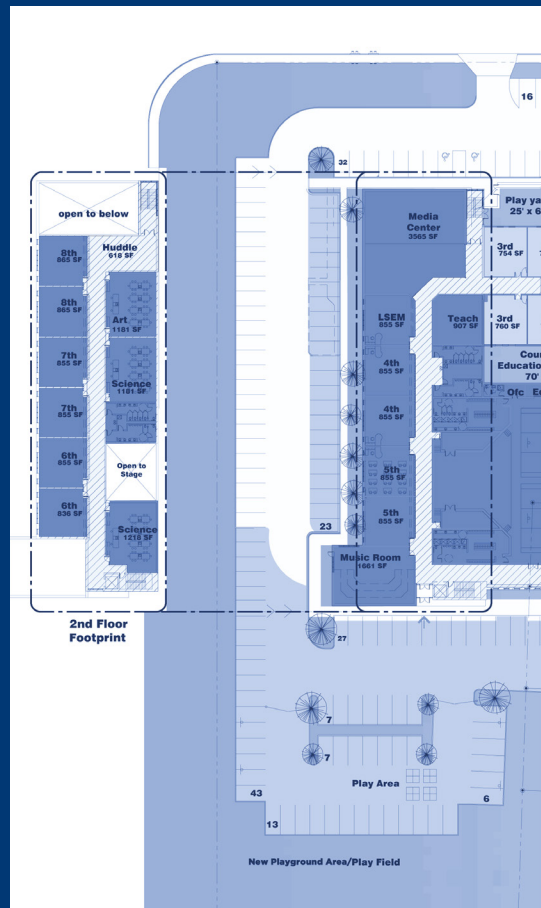 16
32
open to below
Huddle
618 SF
8th
865 SF
8th
865 SF
Art
1181 SF
7th
855 SF
Science
1181 SF
7th
855 SF
6th
855 SF
Open to
Stage
6th
836 SF
Science
1218 SF
2nd Floor
Footprint
Media
Center
3565 SF
Play ya
25' x 6
3rd
754 SF
LSEM
855 SF
Teach
907 SF
3rd
760 SF
4th
855 SF
Cour
Educatio
70'
Ofc
4th
855 SF
5th
855 SF
5th
855 SF
23
Music Room
1661 SF
27
7
7
Play Area
43
6
13
New Playground Area/Play Field